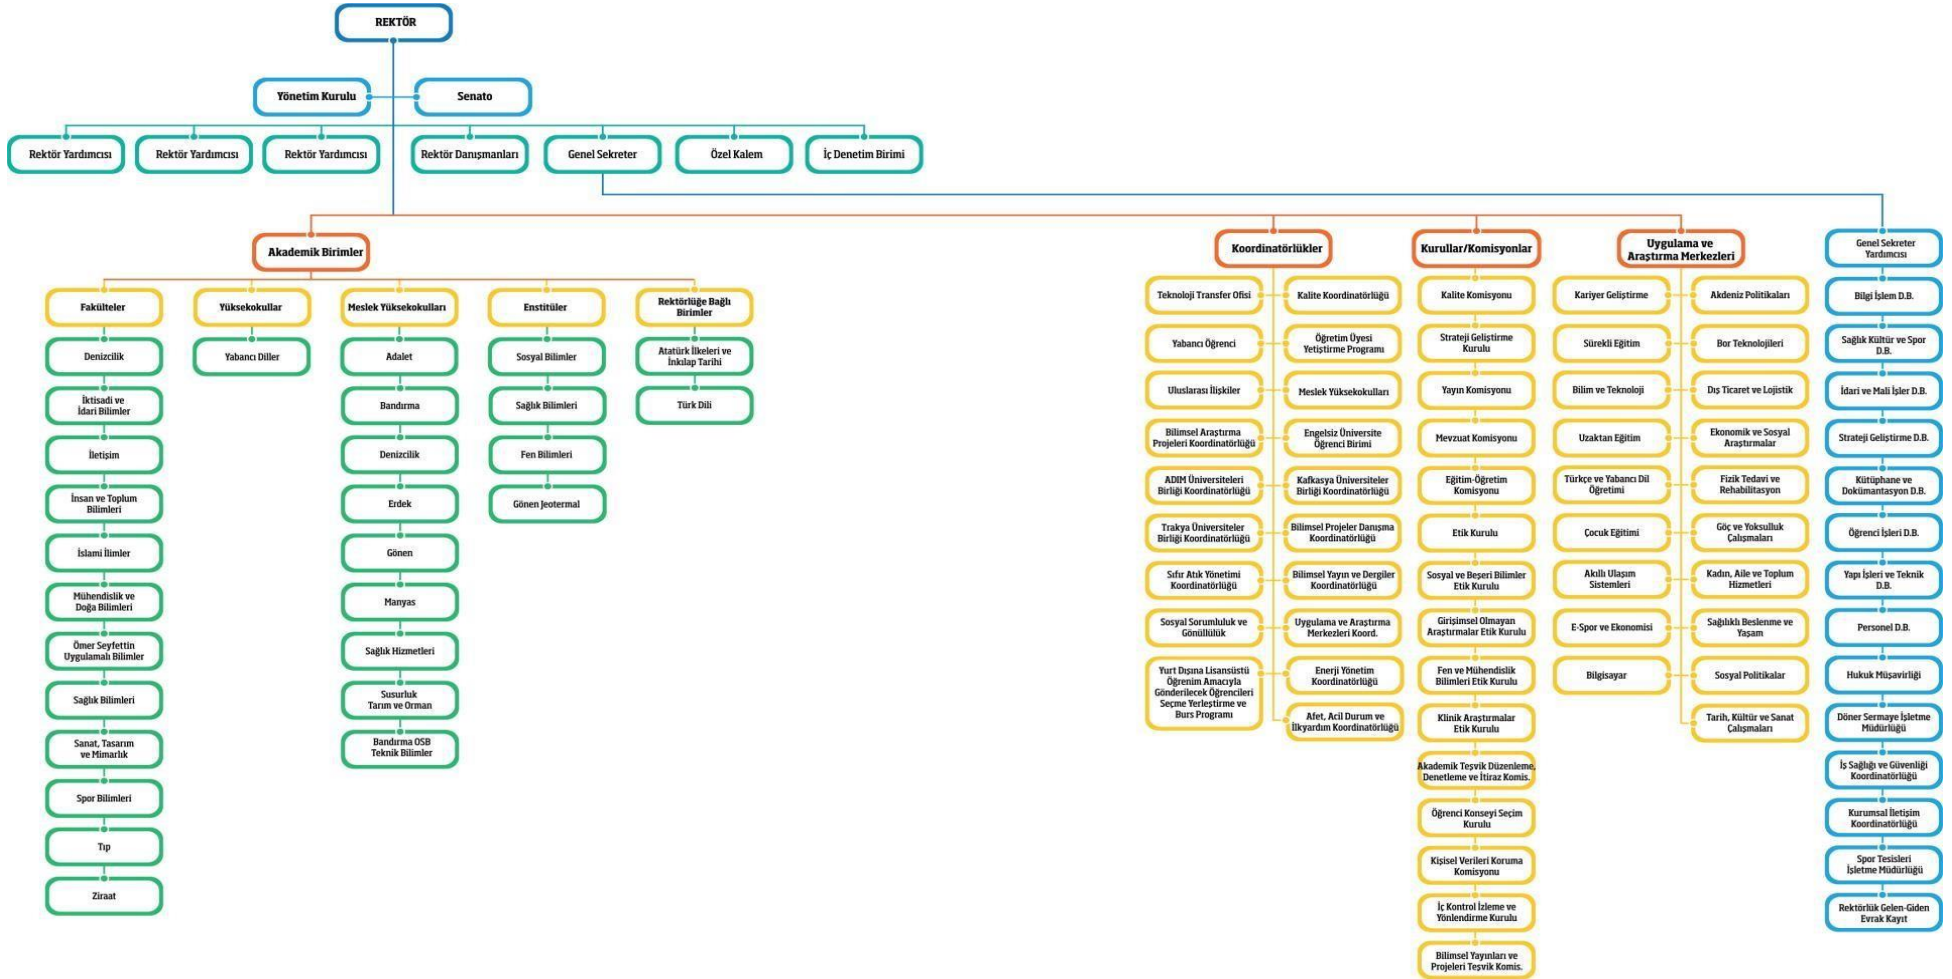 REKTÖR
Yönetim Kurulu
Senato
Rektör Yardımcısı
Rektör Yardımcısı
Rektör Yardımcısı
Rektör Danışmanları
Genel Sekreter
Özel Kalem
İç Denetim Birimi
Akademik Birimler
Fakülteler
Denizcilik
İktisadi ve
İdari Bilimler
İletişim
İnsan ve Toplum
Bilimleri
İslami İlimler
Mühendislik ve
Doğa Bilimleri
Ömer Seyfettin
Uygulamalı Bilimler
Sağlık Bilimleri
Sanat, Tasarım
ve Mimarlık
Spor Bilimleri
Tıp
Ziraat
Yüksekokullar
Yabancı Diller
Meslek Yüksekokulları
Adalet
Bandırma
Denizcilik
Erdek
Gönen
Manyas
Sağlık Hizmetleri
Susurluk
Tarım ve Orman
Bandırma OSB
Teknik Bilimler
Enstitüler
Sosyal Bilimler
Sağlık Bilimleri
Fen Bilimleri
Gönen Jeotermal
Rektörlüğe Bağlı
Birimler
Atatürk İlkeleri ve
İnkılap Tarihi
Türk Dili
Koordinatörlükler
Teknoloji Transfer Ofisi
Kalite Koordinatörlüğü
Yabancı Öğrenci
Öğretim Üyesi
Yetiştirme Programı
Uluslarası İlişkiler
Meslek Yüksekokulları
Bilimsel Araştırma
Projeleri Koordinatörlüğü
Engelsiz Üniversite
Öğrenci Birimi
ADIM Üniversiteleri
Birliği Koordinatörlüğü
Kafkasya Üniversiteler
Birliği Koordinatörlüğü
Trakya Üniversiteler
Birliği Koordinatörlüğü
Bilimsel Projeler Danışma
Koordinatörlüğü
Sıfır Atık Yönetimi
Koordinatörlüğü
Bilimsel Yayın ve Dergiler
Koordinatörlüğü
Sosyal Sorumluluk ve
Gönüllülük
Uygulama ve Araştırma
Merkezleri Koord.
Yurt Dışına Lisansüstü
Öğrenim Amacıyla
Gönderilecek Öğrencileri
Seçme Yerleştirme ve
Burs Programı
Enerji Yönetim
Koordinatörlüğü
Afet, Acil Durum ve
İlkyardım Koordinatörlüğü
Kurullar/Komisyonlar
Kalite Komisyonu
Strateji Geliştirme
Kurulu
Yayın Komisyonu
Mevzuat Komisyonu
Eğitim-Öğretim
Komisyonu
Etik Kurulu
Sosyal ve Beşeri Bilimler
Etik Kurulu
Girişimsel Olmayan
Araştırmalar Etik Kurulu
Fen ve Mühendislik
Bilimleri Etik Kurulu
Klinik Araştırmalar
Etik Kurulu
Akademik Teşvik Düzenleme,
Denetleme ve İtiraz Komis.
Öğrenci Konseyi Seçim
Kurulu
Kişisel Verileri Koruma
Komisyonu
İç Kontrol İzleme ve
Yönlendirme Kurulu
Bilimsel Yayınları ve
Projeleri Teşvik Komis.
Uygulama ve
Araştırma Merkezleri
Kariyer Geliştirme
Akdeniz Politikaları
Sürekli Eğitim
Bor Teknolojileri
Bilim ve Teknoloji
Dış Ticaret ve Lojistik
Uzaktan Eğitim
Ekonomik ve Sosyal
Araştırmalar
Türkçe ve Yabancı Dil
Öğretimi
Fizik Tedavi ve
Rehabilitasyon
Çocuk Eğitimi
Göç ve Yoksulluk
Çalışmaları
Akıllı Ulaşım
Sistemleri
Kadın, Aile ve Toplum
Hizmetleri
E-Spor ve Ekonomisi
Sağlıklı Beslenme ve
Yaşam
Bilgisayar
Sosyal Politikalar
Tarih, Kültür ve Sanat
Çalışmaları
Genel Sekreter
Yardımcısı
Bilgi İşlem D.B.
Sağlık Kültür ve Spor
D.B.
İdari ve Mali İşler D.B.
Strateji Geliştirme D.B.
Kütüphane ve
Dokümantasyon D.B.
Öğrenci İşleri D.B.
Yapı İşleri ve Teknik
D.B.
Personel D.B.
Hukuk Müşavirliği
Döner Sermaye İşletme
Müdürlüğü
İş Sağlığı ve Güvenliği
Koordinatörlüğü
Kurumsal İletişim
Koordinatörlüğü
Spor Tesisleri
İşletme Müdürlüğü
Rektörlük Gelen-Giden
Evrak Kayıt